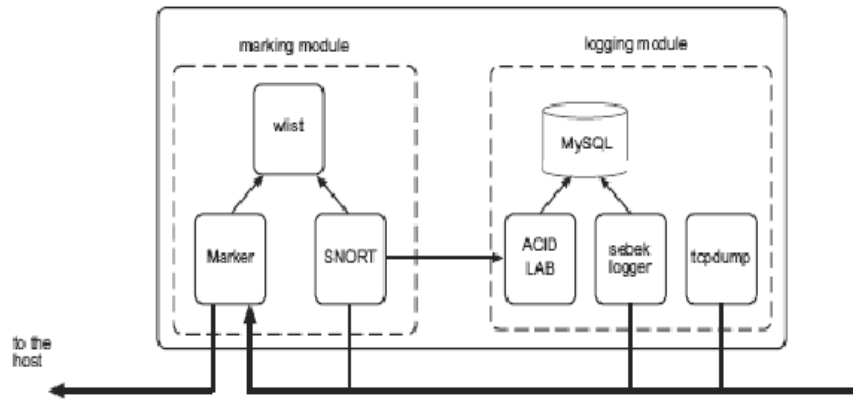 marking module
logging module
wlist
MySQL
Marker
SNORT
ACID
LAB
sebek
logger
tcpdump
to the
host